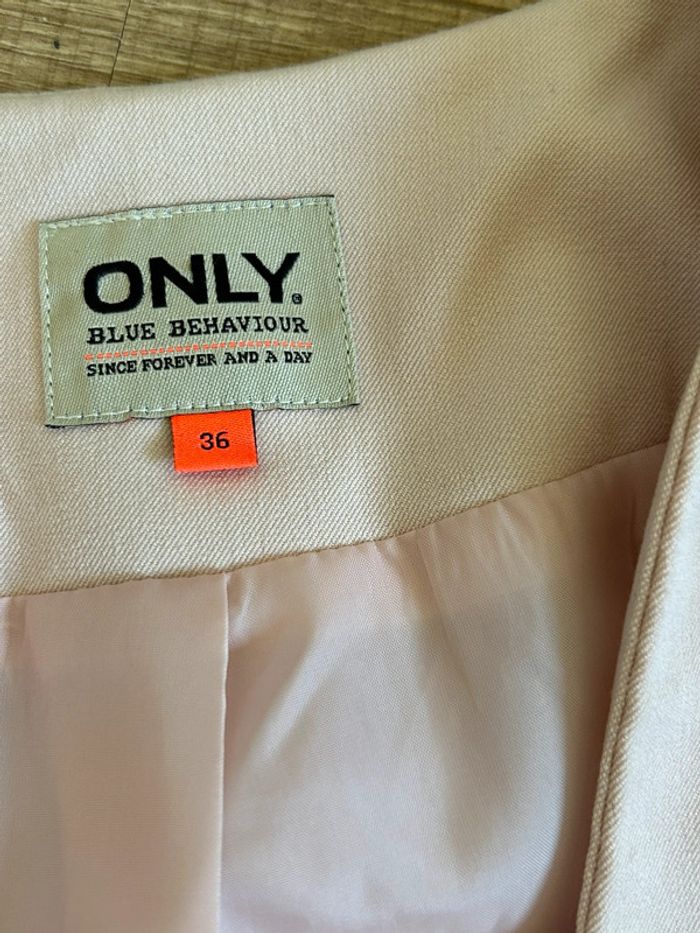 ONLY.®
BLUE BEHAVIOUR
SINCE FOREVER AND A DAY
36